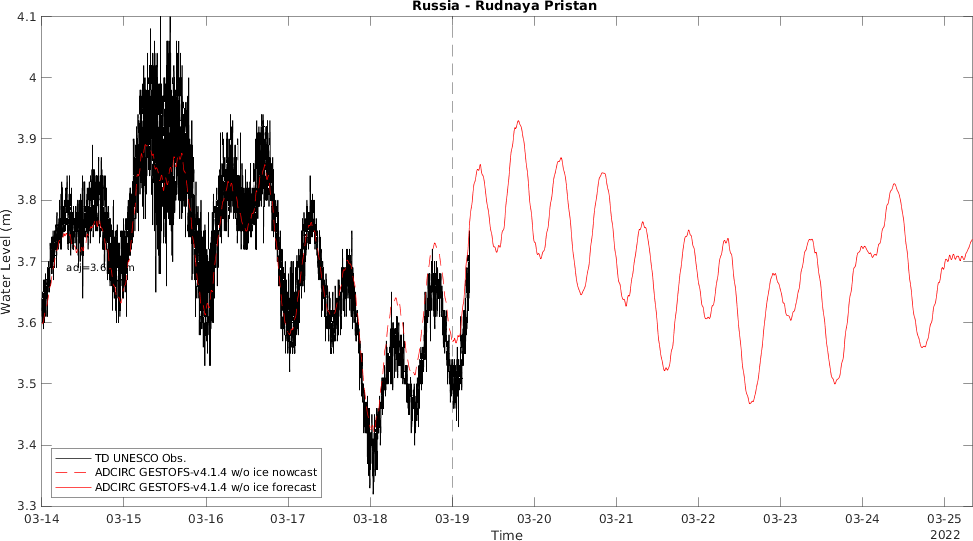 Russia - Rudnaya Pristan
Water Level (m)
4.1
4
3.9
3.8
3.7
3.6
3.5
3.4
3.3
TD UNESCO Obs.
ADCIRC GESTOFS-v4.1.4 w/o ice nowcast
ADCIRC GESTOFS-v4.1.4 w/o ice forecast
03-14 03-15 03-16 03-17 03-18 03-19 03-20 03-21 03-22 03-23 03-24 03-25
Time
2022